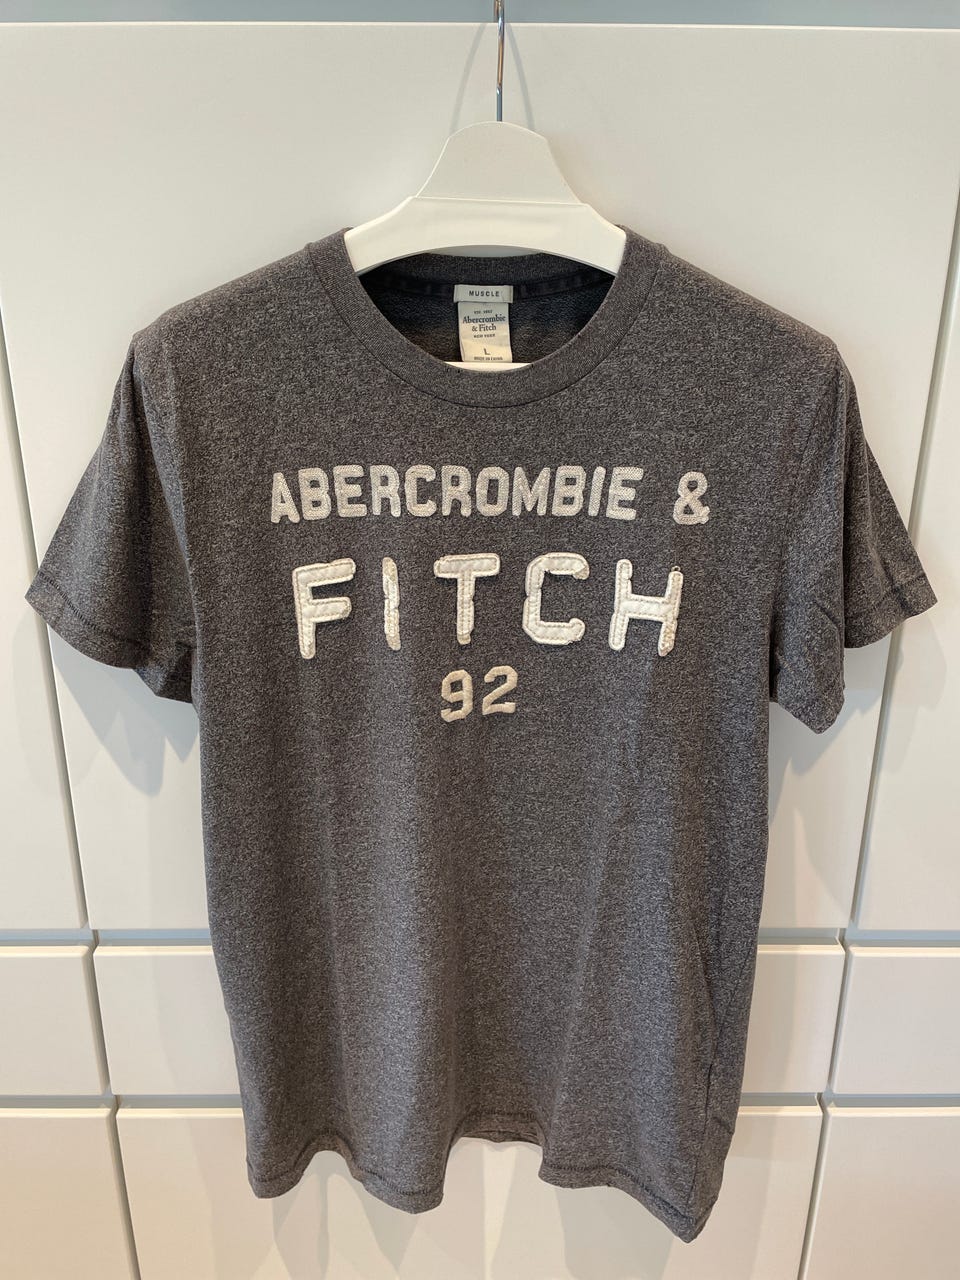 MUSCLE
EST. 1892
Abercrombie
& Fitch
NEW YORK
L
MADE IN CHINA
ABERCROMBIE &
FITCH
92